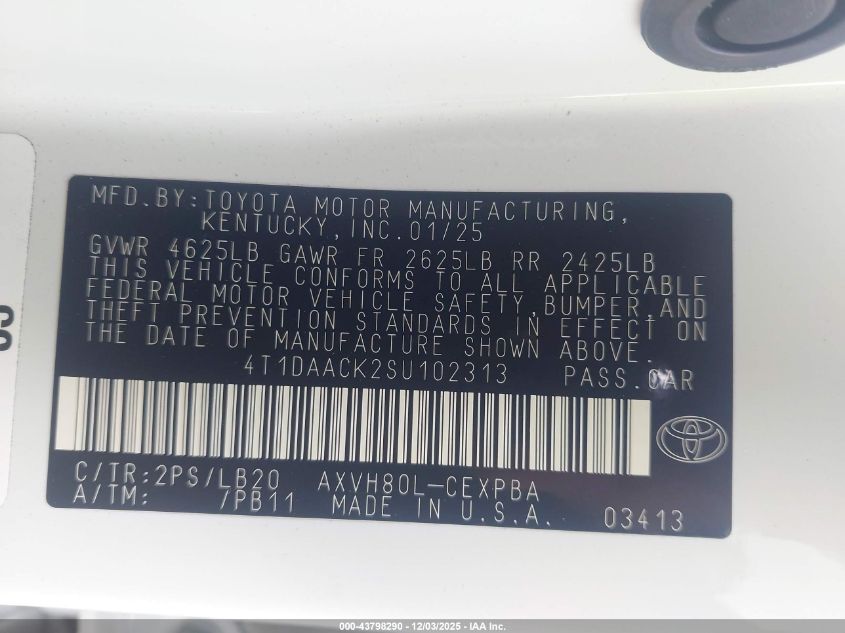 MFD.BY:TOYOTA MOTOR MANUFACTURING,
KENTUCKY,INC.01/25
GVWR 4625LB GAWR FR 2625LB RR 2425LB
THIS VEHICLE CONFORMS TO ALL APPLICABLE
FEDERAL MOTOR VEHICLE SAFETY,BUMPER,AND
THEFT PREVENTION STANDARDS IN EFFECT ON
THE DATE OF MANUFACTURE SHOWN ABOVE.
4T1DAACK2SU102313 PASS.CAR
C/TR:2PS/LB20 AXVH80L-CEXPBA
A/TM: 7PB11 MADE IN U.S.A. 03413
000-43798290 - 12/03/2025 - IAA Inc.